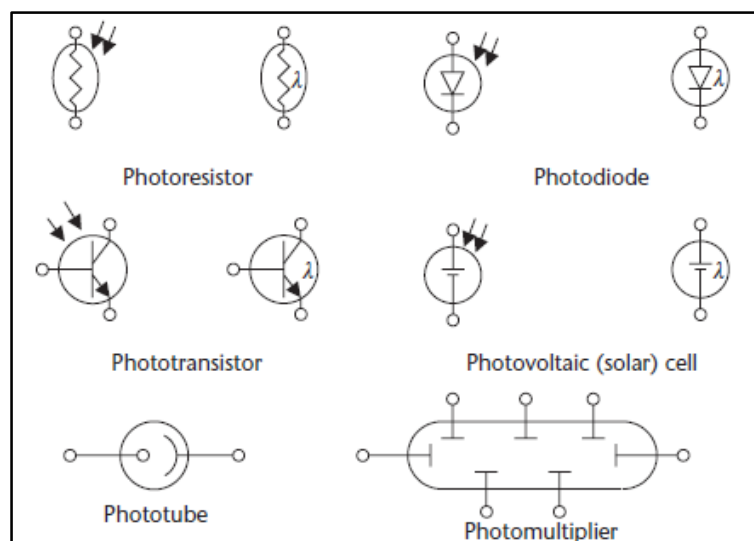 λ
λ
Photoresistor
Photodiode
λ
λ
Phototransistor
Photovoltaic (solar) cell
Phototube
Photomultiplier